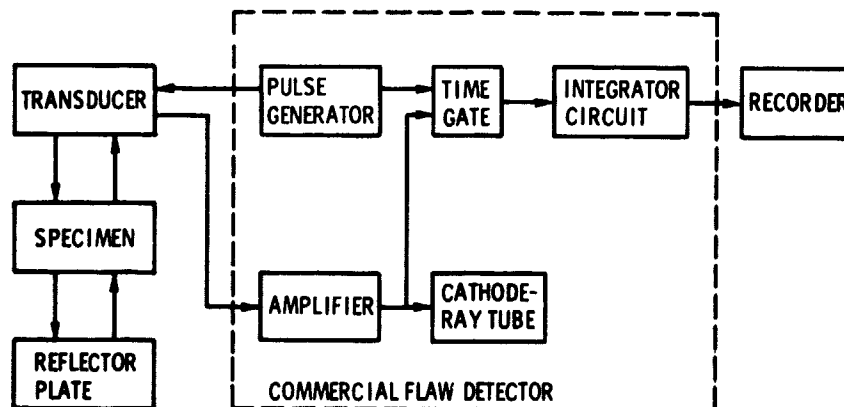 TRANSDUCER
PULSE
GENERATOR
TIME
GATE
INTEGRATOR
CIRCUIT
RECORDER
SPECIMEN
AMPLIFIER
CATHODE-
RAY TUBE
REFLECTOR
PLATE
COMMERCIAL FLAW DETECTOR